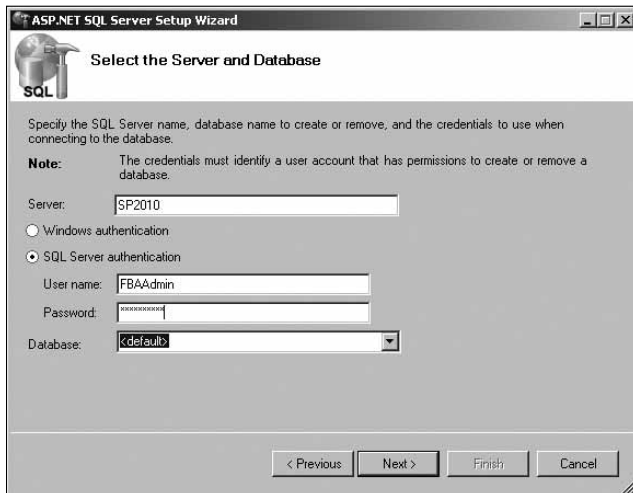 ASP.NET SQL Server Setup Wizard
Select the Server and Database
SQL
Specify the SQL Server name, database name to create or remove, and the credentials to use when
connecting to the database.
Note: The credentials must identify a user account that has permissions to create or remove a
database.
Server: SP2010
Windows authentication
SQL Server authentication
User name: FBAAdmin
Password: **********
Database: <default>
< Previous Next > Finish Cancel